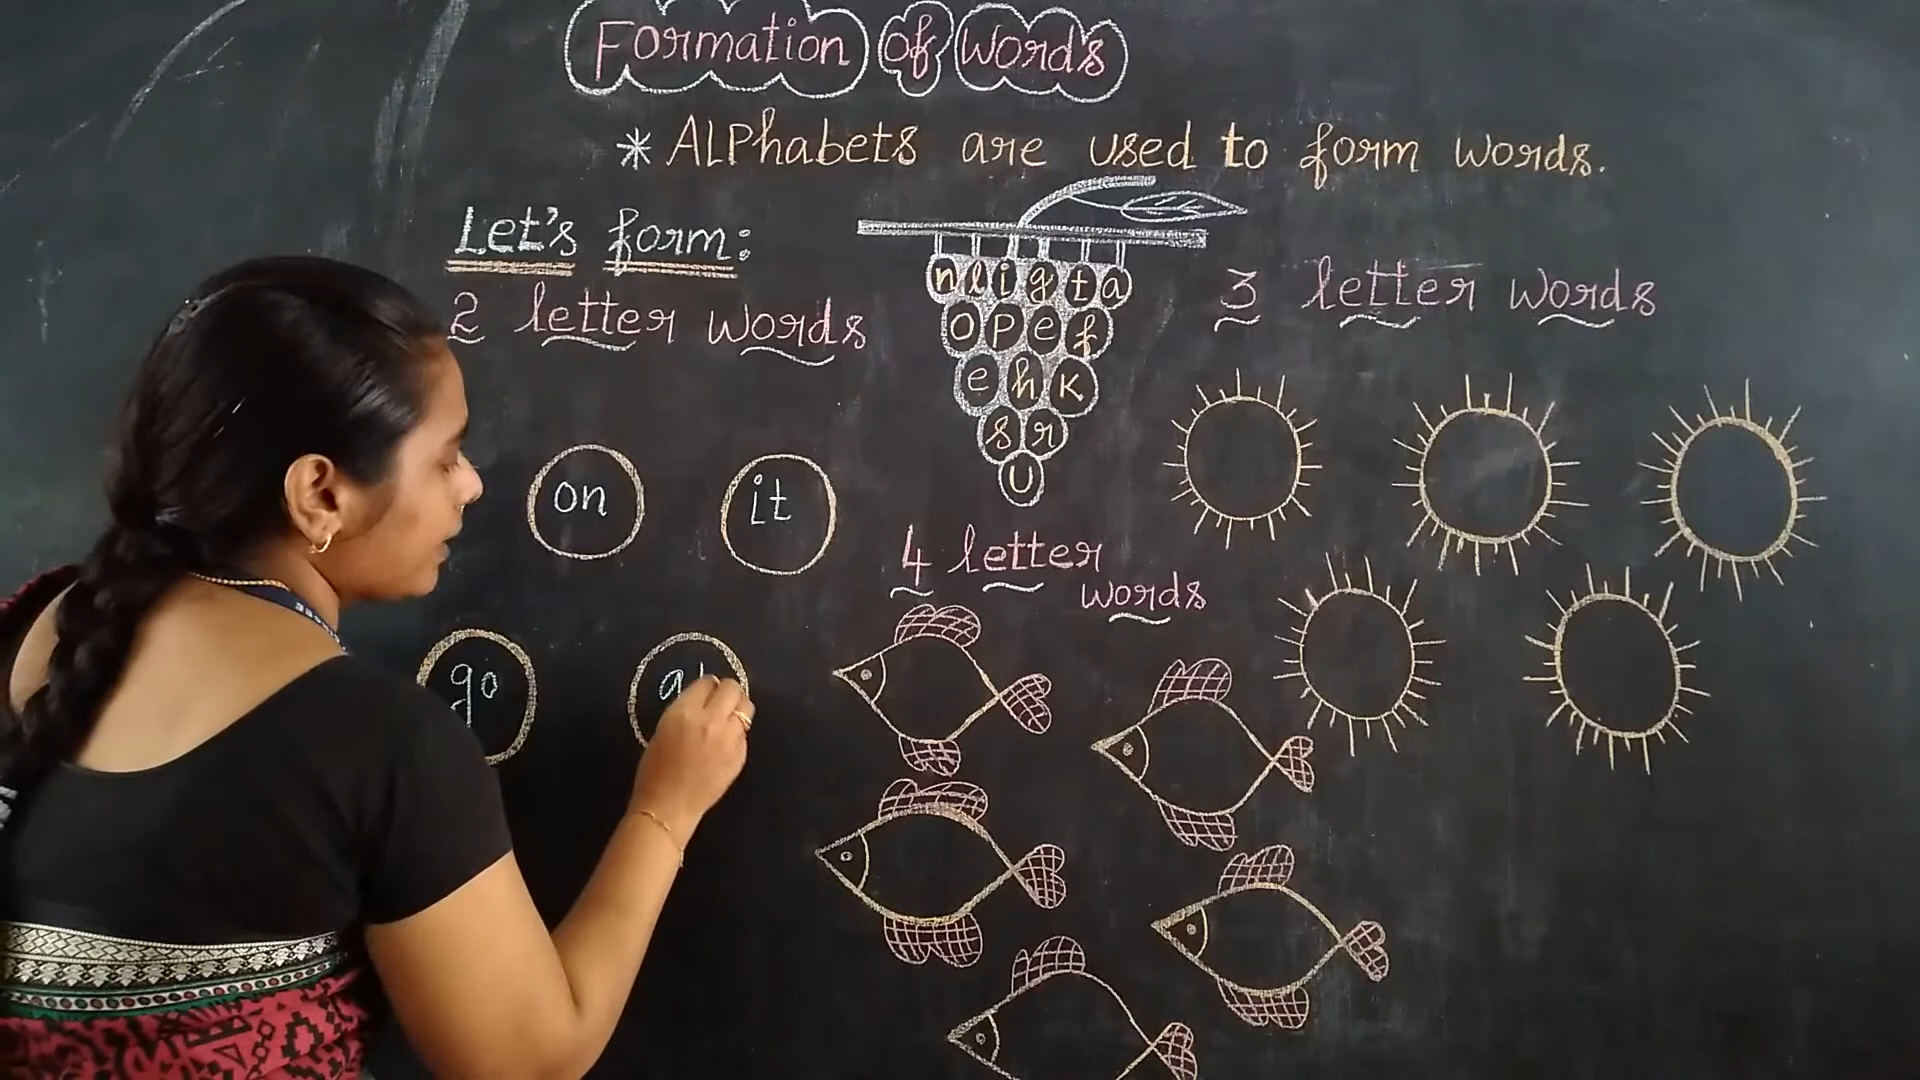 Formation of Words
* Alphabets are used to form words.
Let's form:
2 letter words
n l i g t a
o p e f
e h k
s r
u
3 letter words
on
it
4 letter
words
go